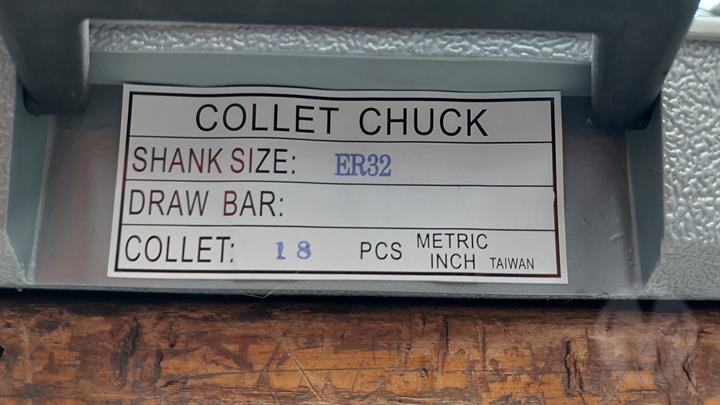 COLLET CHUCK
SHANK SIZE: ER32
DRAW BAR:
COLLET: 18 PCS METRIC
INCH TAIWAN